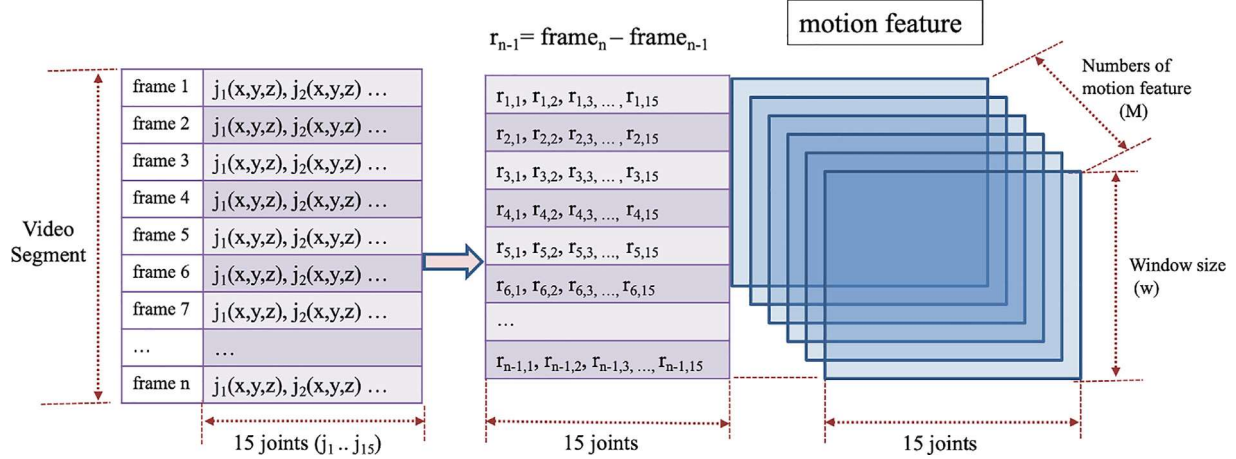 motion feature
rₙ₋₁= frameₙ – frameₙ₋₁
Video
Segment
frame 1 j₁(x,y,z), j₂(x,y,z) …
frame 2 j₁(x,y,z), j₂(x,y,z) …
frame 3 j₁(x,y,z), j₂(x,y,z) …
frame 4 j₁(x,y,z), j₂(x,y,z) …
frame 5 j₁(x,y,z), j₂(x,y,z) …
frame 6 j₁(x,y,z), j₂(x,y,z) …
frame 7 j₁(x,y,z), j₂(x,y,z) …
… …
frame n j₁(x,y,z), j₂(x,y,z) …
15 joints (j₁ .. j₁₅)
r₁,₁, r₁,₂, r₁,₃, … , r₁,₁₅
r₂,₁, r₂,₂, r₂,₃, … , r₂,₁₅
r₃,₁, r₃,₂, r₃,₃, … , r₃,₁₅
r₄,₁, r₄,₂, r₄,₃, …, r₄,₁₅
r₅,₁, r₅,₂, r₅,₃, …, r₅,₁₅
r₆,₁, r₆,₂, r₆,₃, …, r₆,₁₅
…
rₙ₋₁,₁, rₙ₋₁,₂, rₙ₋₁,₃, …, rₙ₋₁,₁₅
15 joints
Numbers of
motion feature
(M)
Window size
(w)
15 joints